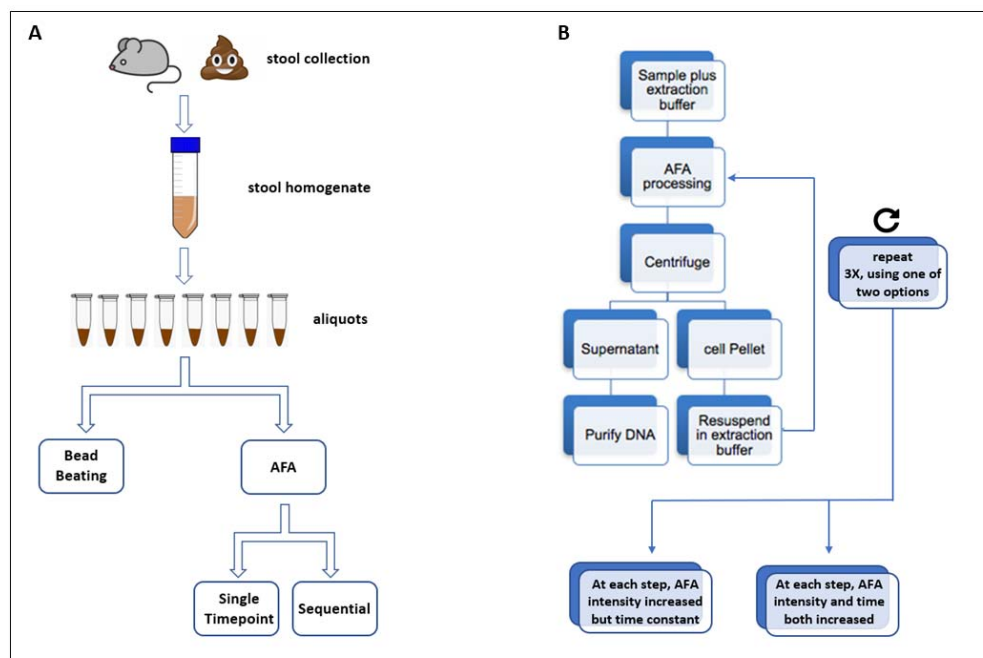 A
stool collection
stool homogenate
aliquots
Bead
Beating
AFA
Single
Timepoint
Sequential
B
Sample plus
extraction
buffer
AFA
processing
Centrifuge
Supernatant
cell Pellet
Purify DNA
Resuspend
in extraction
buffer
repeat
3X, using one of
two options
At each step, AFA
intensity increased
but time constant
At each step, AFA
intensity and time
both increased